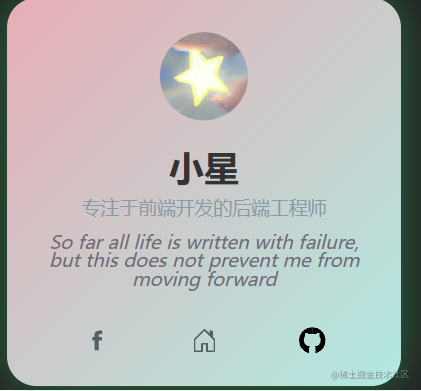 小星
专注于前端开发的后端工程师
So far all life is written with failure,
but this does not prevent me from
moving forward
@稀土掘金技术社区